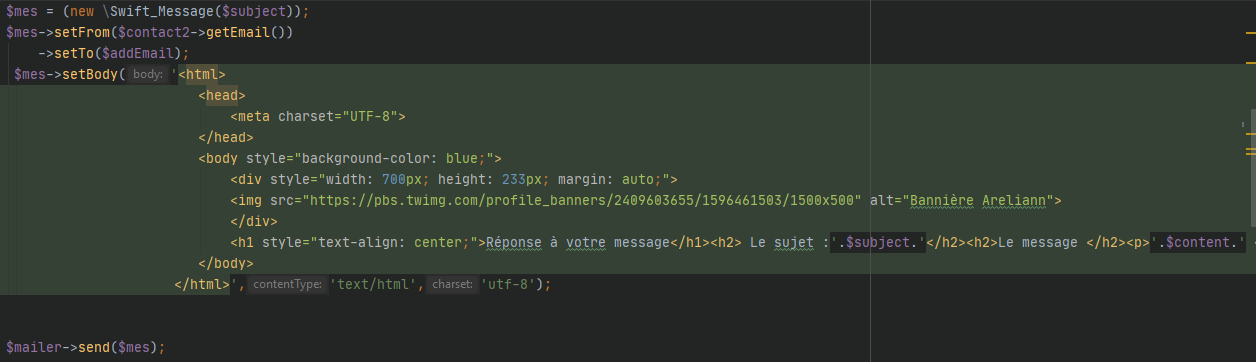 $mes = (new \Swift_Message($subject));
$mes->setFrom($contact2->getEmail())
->setTo($addEmail);
$mes->setBody( body: '<html>
<head>
<meta charset="UTF-8">
</head>
<body style="background-color: blue;">
<div style="width: 700px; height: 233px; margin: auto;">
<img src="https://pbs.twimg.com/profile_banners/2409603655/1596461503/1500x500" alt="Bannière Areliann">
</div>
<h1 style="text-align: center;">Réponse à votre message</h1><h2> Le sujet :'.$subject.'</h2><h2>Le message </h2><p>'.$content.'
</body>
</html>', contentType: 'text/html', charset: 'utf-8');
$mailer->send($mes);